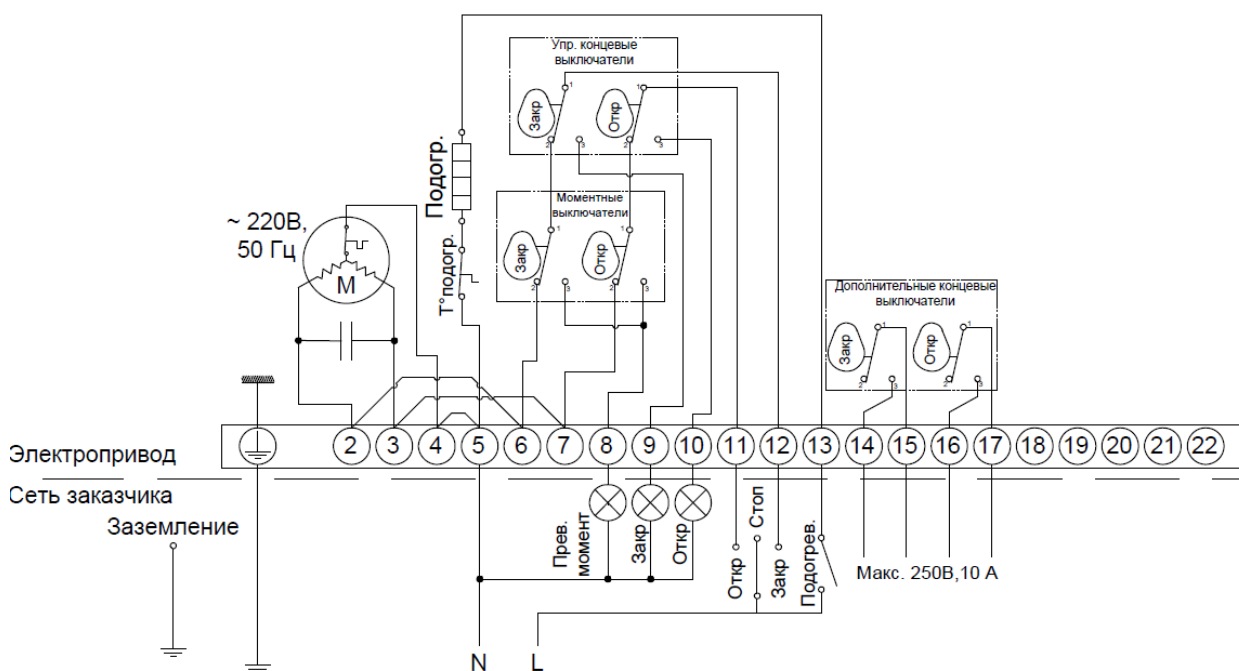 Упр. концевые
выключатели
1
1
Закр
Откр
2
3
2
3
Подогр.
Моментные
выключатели
1
1
Закр
Откр
2
3
2
3
~ 220В,
50 Гц
М
Т°подогр.
Дополнительные концевые
выключатели
1
1
Закр
Откр
2
3
2
3
2 3 4 5 6 7 8 9 10 11 12 13 14 15 16 17 18 19 20 21 22
Электропривод
Сеть заказчика
Заземление
Прев.
момент
Закр
Откр
Откр
Стоп
Закр
Подогрев.
Макс. 250В,10 А
N
L